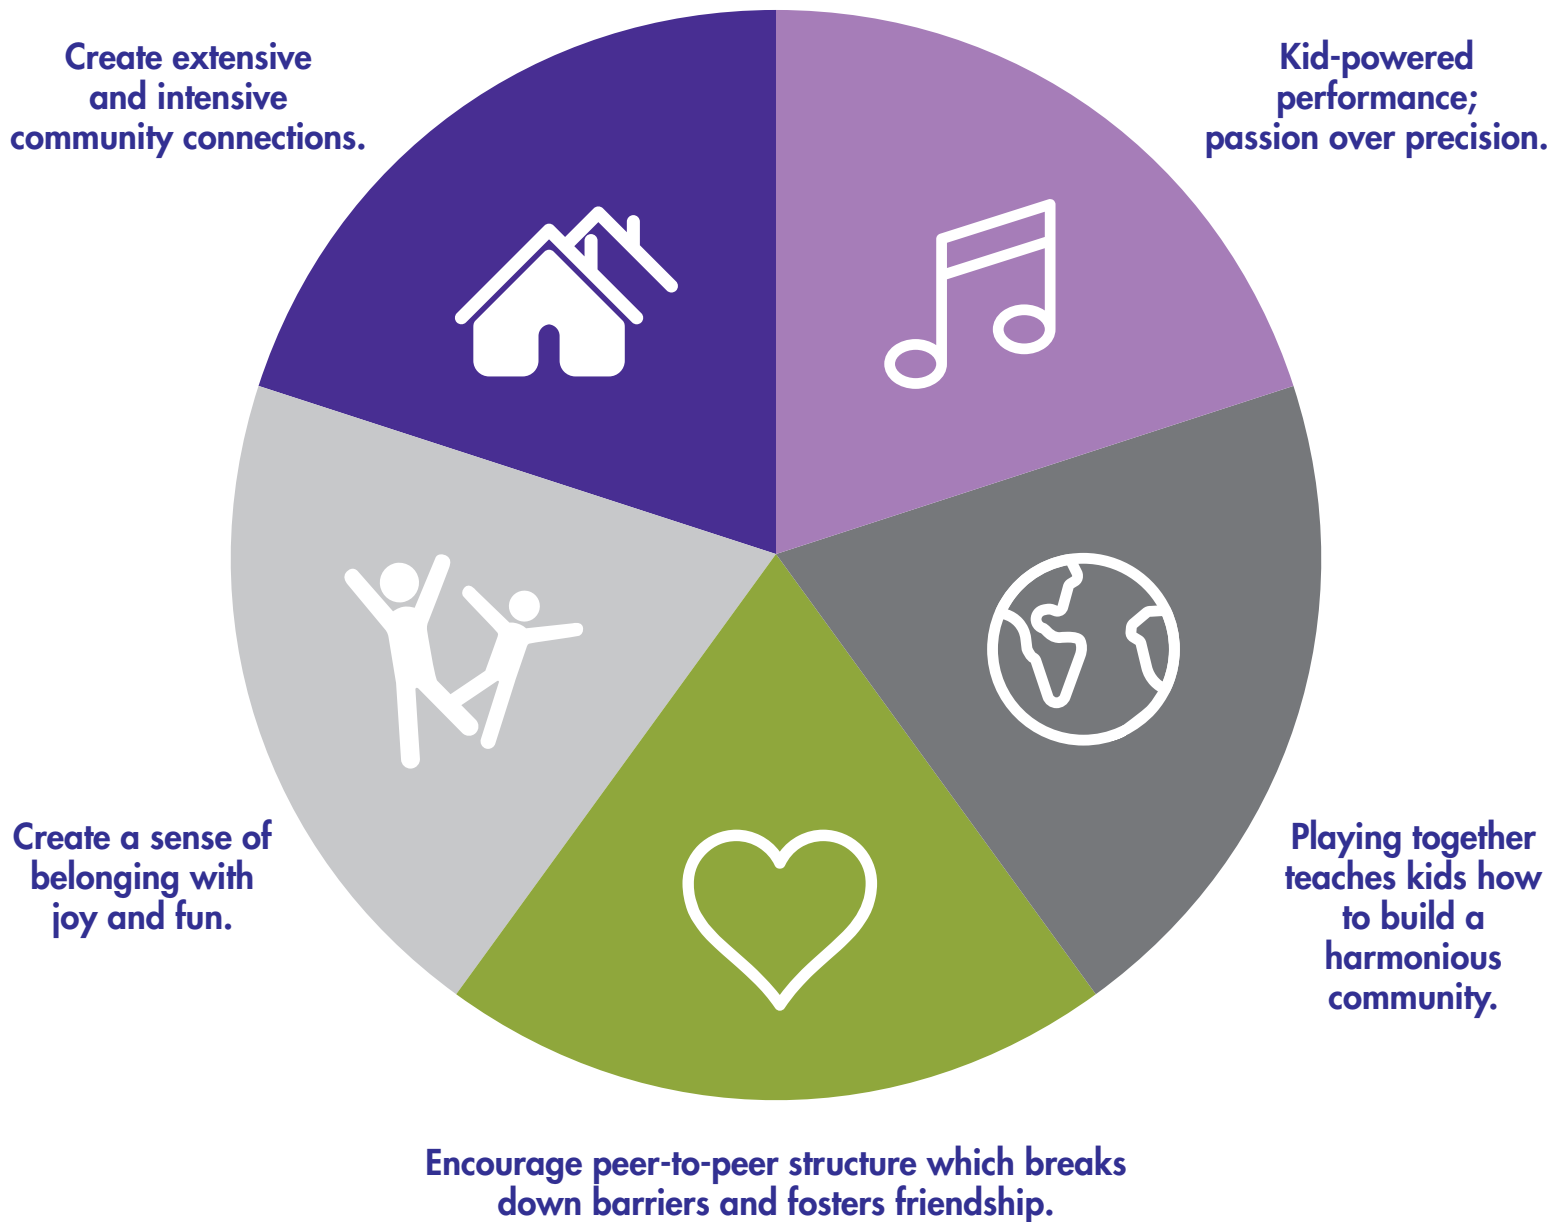 Create extensive
and intensive
community connections.
Kid-powered
performance;
passion over precision.
Create a sense of
belonging with
joy and fun.
Playing together
teaches kids how
to build a
harmonious
community.
Encourage peer-to-peer structure which breaks
down barriers and fosters friendship.